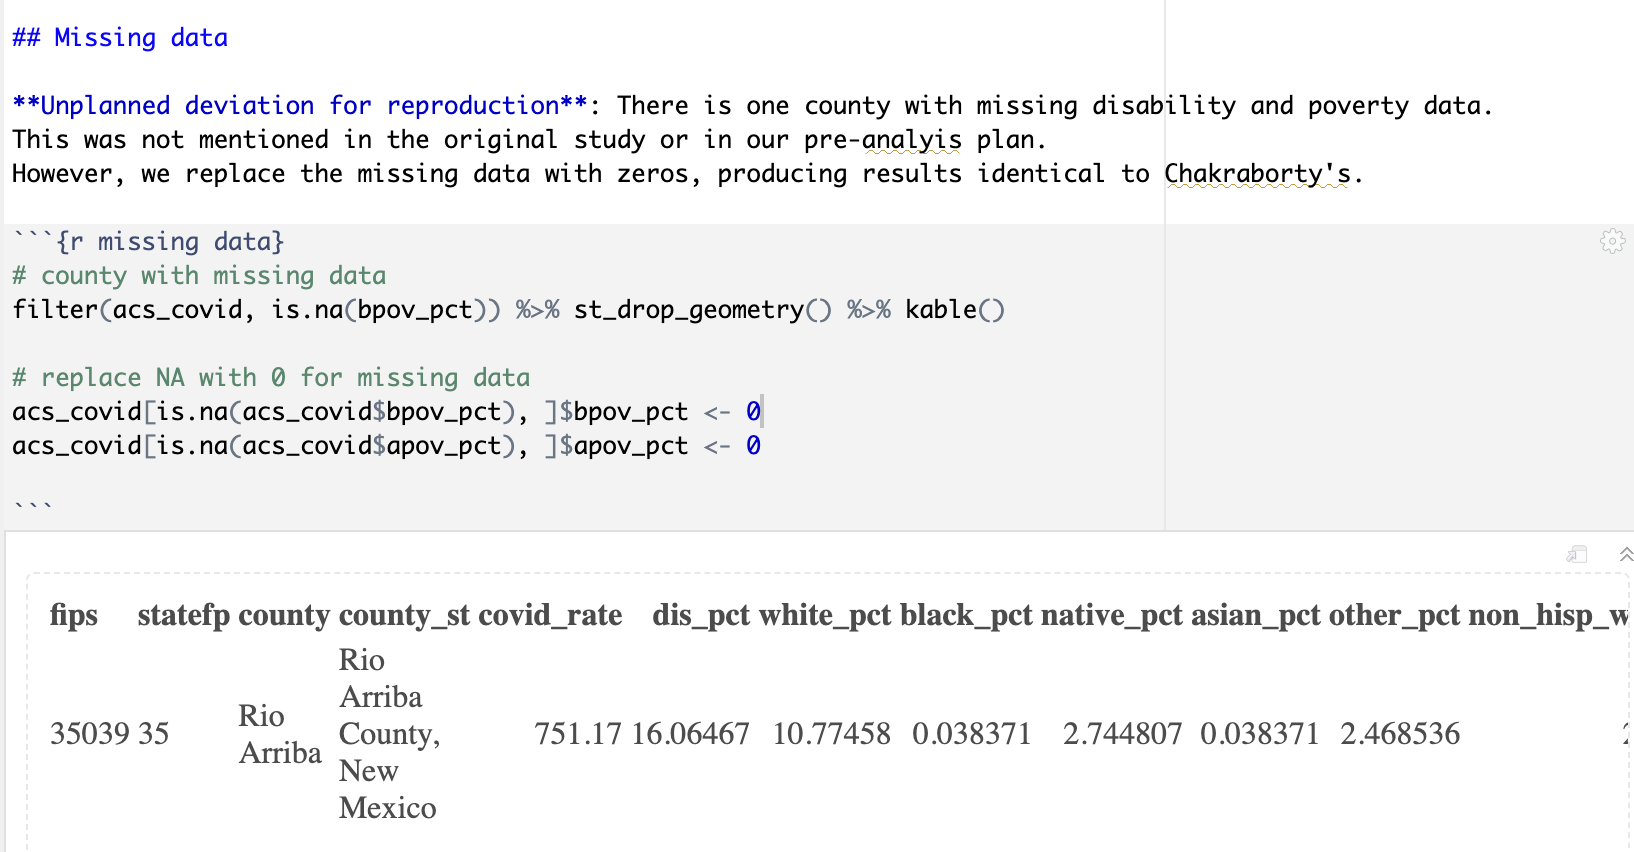 ## Missing data
**Unplanned deviation for reproduction**: There is one county with missing disability and poverty data.
This was not mentioned in the original study or in our pre-analyis plan.
However, we replace the missing data with zeros, producing results identical to Chakraborty's.
```{r missing data}
# county with missing data
filter(acs_covid, is.na(bpov_pct)) %>% st_drop_geometry() %>% kable()
# replace NA with 0 for missing data
acs_covid[is.na(acs_covid$bpov_pct), ]$bpov_pct <- 0
acs_covid[is.na(acs_covid$apov_pct), ]$apov_pct <- 0
```
fips statefp county county_st covid_rate dis_pct white_pct black_pct native_pct asian_pct other_pct
35039 35 Rio Arriba Rio Arriba County, New Mexico 751.17 16.06467 10.77458 0.038371 2.744807 0.038371 2.468536